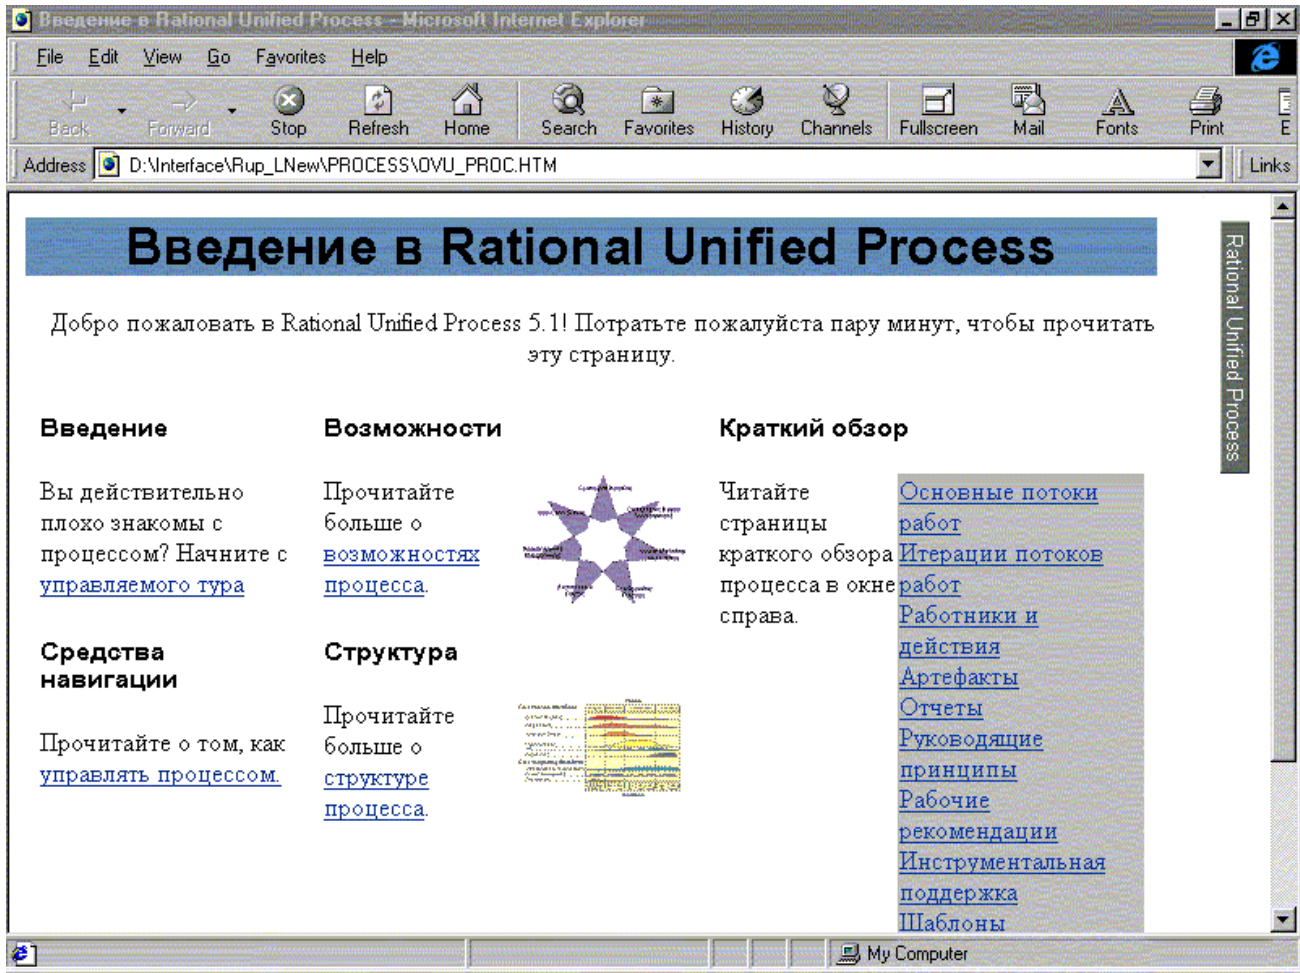 Введение в Rational Unified Process - Microsoft Internet Explorer
File Edit View Go Favorites Help
Back Forward Stop Refresh Home Search Favorites History Channels Fullscreen Mail Fonts Print E
Address D:\Interface\Rup_LNew\PROCESS\OVU_PROC.HTM Links
Введение в Rational Unified Process
Rational Unified Process
Добро пожаловать в Rational Unified Process 5.1! Потратьте пожалуйста пару минут, чтобы прочитать
эту страницу.
Введение
Вы действительно
плохо знакомы с
процессом? Начните с
управляемого тура
Возможности
Прочитайте
больше о
возможностях
процесса.
Краткий обзор
Читайте
страницы
краткого обзора
процесса в окне
справа.
Основные потоки
работ
Итерации потоков
работ
Работники и
действия
Артефакты
Отчеты
Руководящие
принципы
Рабочие
рекомендации
Инструментальная
поддержка
Шаблоны
Средства
навигации
Прочитайте о том, как
управлять процессом.
Структура
Прочитайте
больше о
структуре
процесса.
My Computer